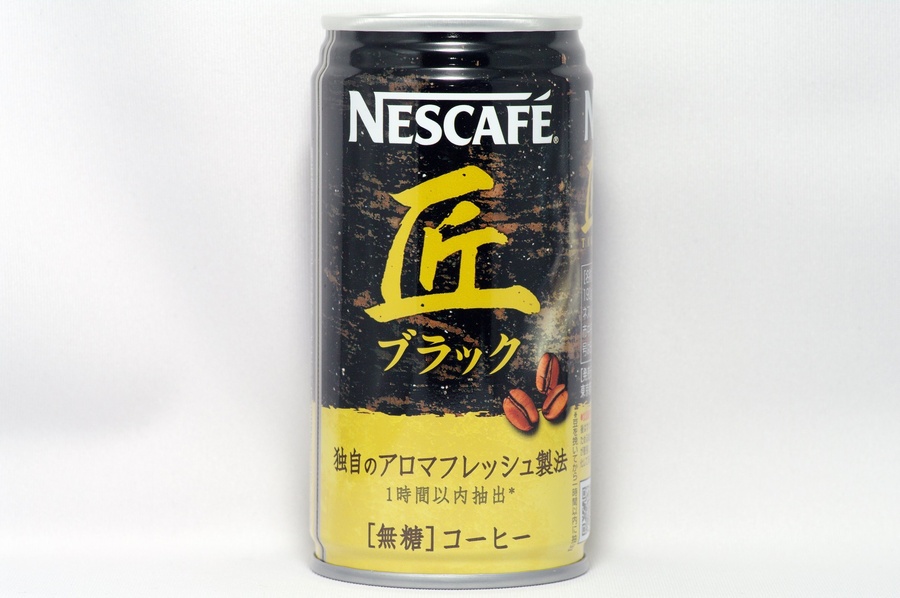 NESCAFÉ
匠
ブラック
独自のアロマフレッシュ製法
1時間以内抽出*
[無糖]コーヒー